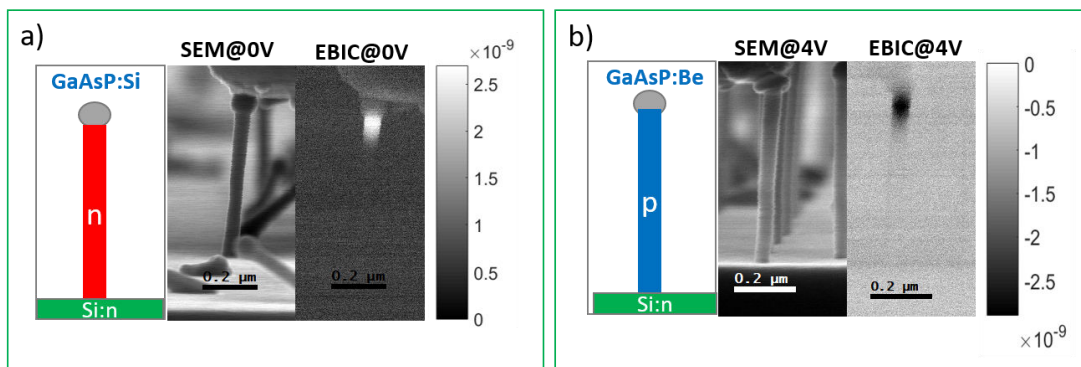 a)
SEM@0V EBIC@0V
×10⁻⁹
GaAsP:Si
n
Si:n
0.2 µm
0.2 µm
2.5
2
1.5
1
0.5
0
b)
SEM@4V EBIC@4V
GaAsP:Be
p
Si:n
0.2 µm
0.2 µm
0
-0.5
-1
-1.5
-2
-2.5
×10⁻⁹